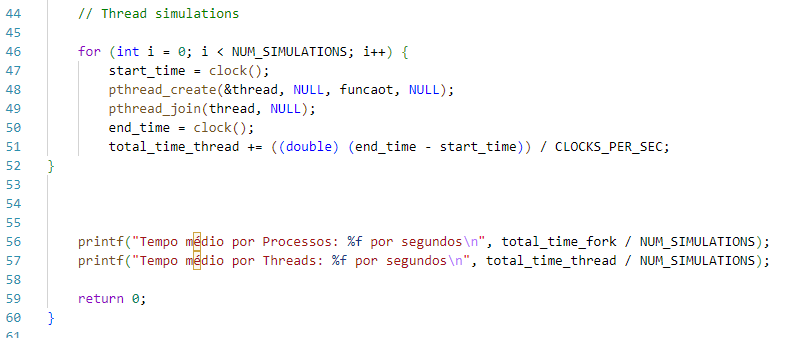 44 // Thread simulations
45
46 for (int i = 0; i < NUM_SIMULATIONS; i++) {
47 start_time = clock();
48 pthread_create(&thread, NULL, funcaot, NULL);
49 pthread_join(thread, NULL);
50 end_time = clock();
51 total_time_thread += ((double) (end_time - start_time)) / CLOCKS_PER_SEC;
52 }
53
54
55
56 printf("Tempo médio por Processos: %f por segundos\n", total_time_fork / NUM_SIMULATIONS);
57 printf("Tempo médio por Threads: %f por segundos\n", total_time_thread / NUM_SIMULATIONS);
58
59 return 0;
60 }
61